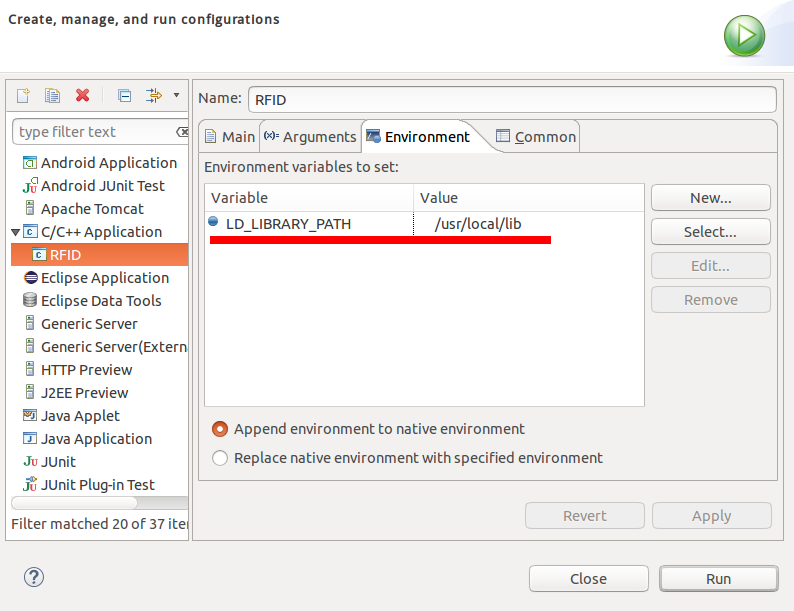 Create, manage, and run configurations
type filter text
Android Application
Android JUnit Test
Apache Tomcat
C/C++ Application
RFID
Eclipse Application
Eclipse Data Tools
Generic Server
Generic Server(Extern
HTTP Preview
J2EE Preview
Java Applet
Java Application
JUnit
JUnit Plug-in Test
Filter matched 20 of 37 iter
Name: RFID
Main (x)= Arguments Environment Common
Environment variables to set:
Variable Value
LD_LIBRARY_PATH /usr/local/lib
New...
Select...
Edit...
Remove
Append environment to native environment
Replace native environment with specified environment
Revert Apply
? Close Run